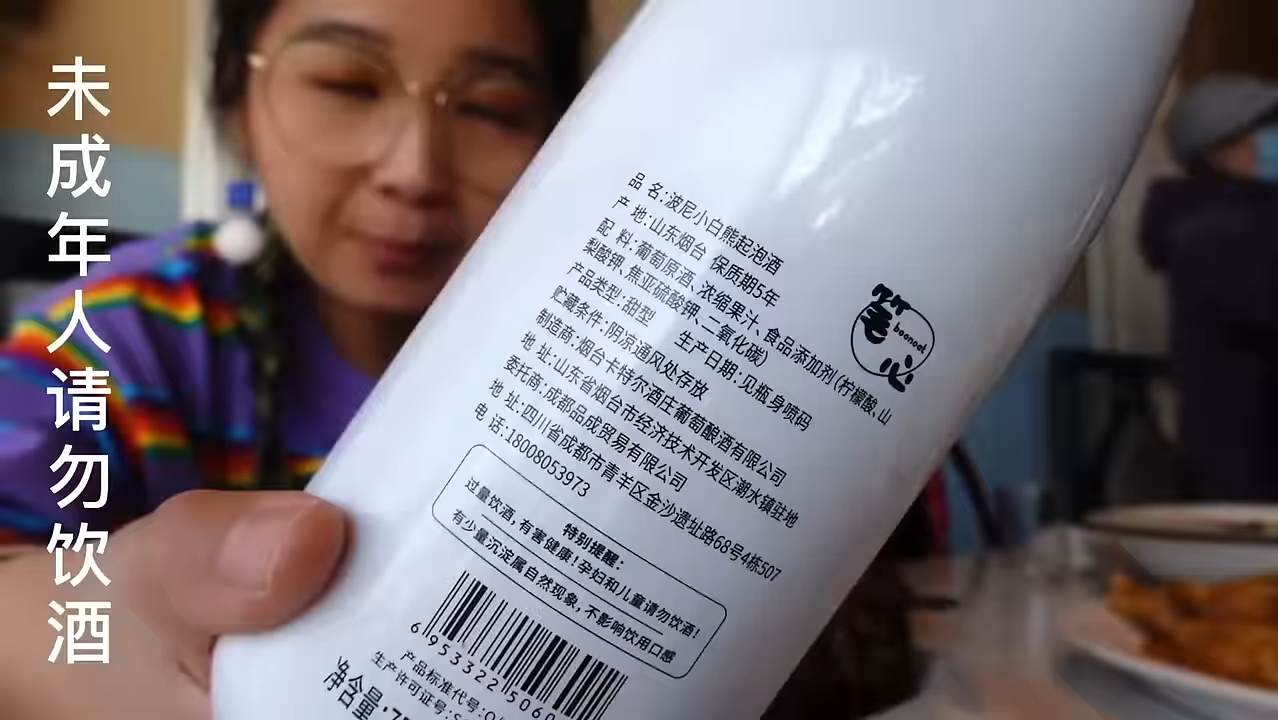 未成年人请勿饮酒
品 名:波尼小白熊起泡酒
产 地:山东烟台 保质期5年
配 料:葡萄原酒、浓缩果汁、食品添加剂(柠檬酸、山
梨酸钾、焦亚硫酸钾、二氧化碳)
产品类型:甜型 生产日期:见瓶身喷码
贮藏条件:阴凉通风处存放
制造商:烟台卡特尔酒庄葡萄酿酒有限公司
地 址:山东省烟台市经济技术开发区潮水镇驻地
委托商:成都品成贸易有限公司
地 址:四川省成都市青羊区金沙遗址路68号4栋507
电 话:18008053973
笔心
boonoel
特别提醒:
过量饮酒,有害健康!孕妇和儿童请勿饮酒!
有少量沉淀属自然现象,不影响饮用口感
6 953322 5060
产品标准代号:Q/
生产许可证号:SC
净含量:7